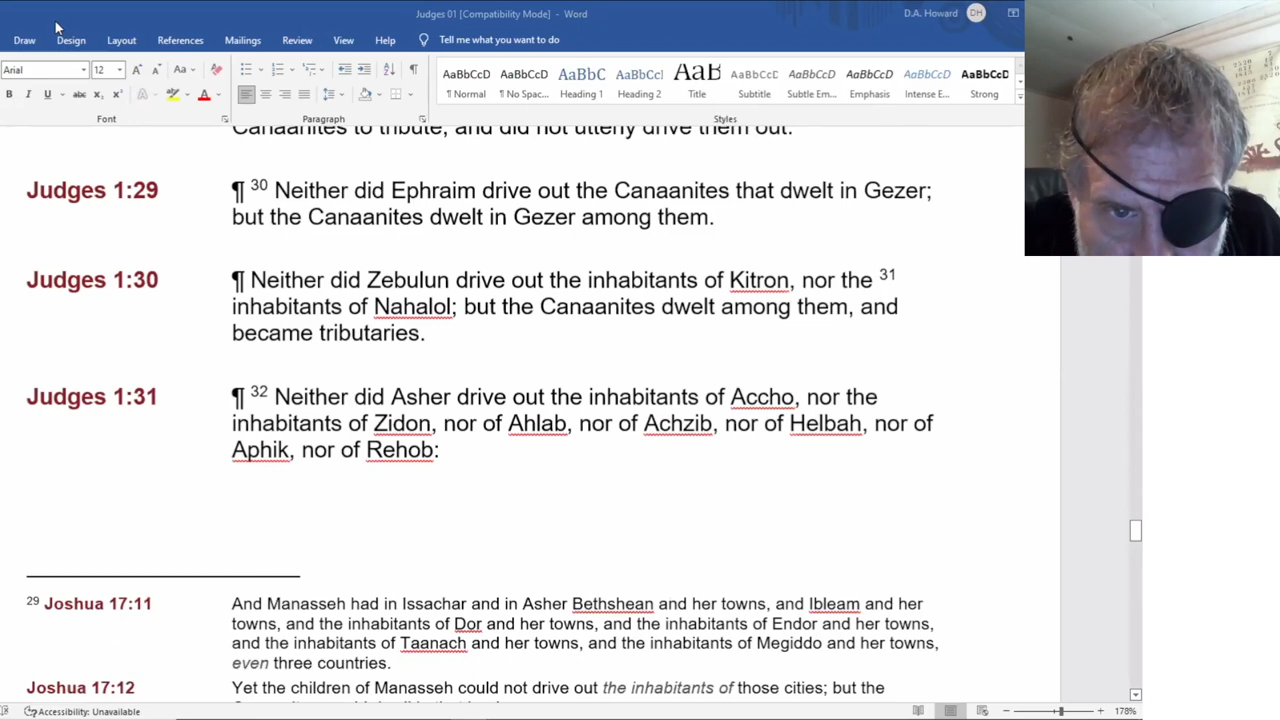 Judges 01 [Compatibility Mode] - Word
D.A. Howard DH
Draw Design Layout References Mailings Review View Help Tell me what you want to do
Arial 12 Aa
AaBbCcD AaBbCcD AaBbC AaBbCcI AaB AaBbCcD AaBbCcD AaBbCcD AaBbCcD AaBbCcD
¶ Normal ¶ No Spac... Heading 1 Heading 2 Title Subtitle Subtle Em... Emphasis Intense E... Strong
B I U abc x₂ x² A A
Font Paragraph Styles
Canaanites to tribute, and did not utterly drive them out.
Judges 1:29 ¶ 30 Neither did Ephraim drive out the Canaanites that dwelt in Gezer;
but the Canaanites dwelt in Gezer among them.
Judges 1:30 ¶ Neither did Zebulun drive out the inhabitants of Kitron, nor the 31
inhabitants of Nahalol; but the Canaanites dwelt among them, and
became tributaries.
Judges 1:31 ¶ 32 Neither did Asher drive out the inhabitants of Accho, nor the
inhabitants of Zidon, nor of Ahlab, nor of Achzib, nor of Helbah, nor of
Aphik, nor of Rehob:
29 Joshua 17:11 And Manasseh had in Issachar and in Asher Bethshean and her towns, and Ibleam and her
towns, and the inhabitants of Dor and her towns, and the inhabitants of Endor and her towns,
and the inhabitants of Taanach and her towns, and the inhabitants of Megiddo and her towns,
even three countries.
Joshua 17:12 Yet the children of Manasseh could not drive out the inhabitants of those cities; but the
Accessibility: Unavailable 178%